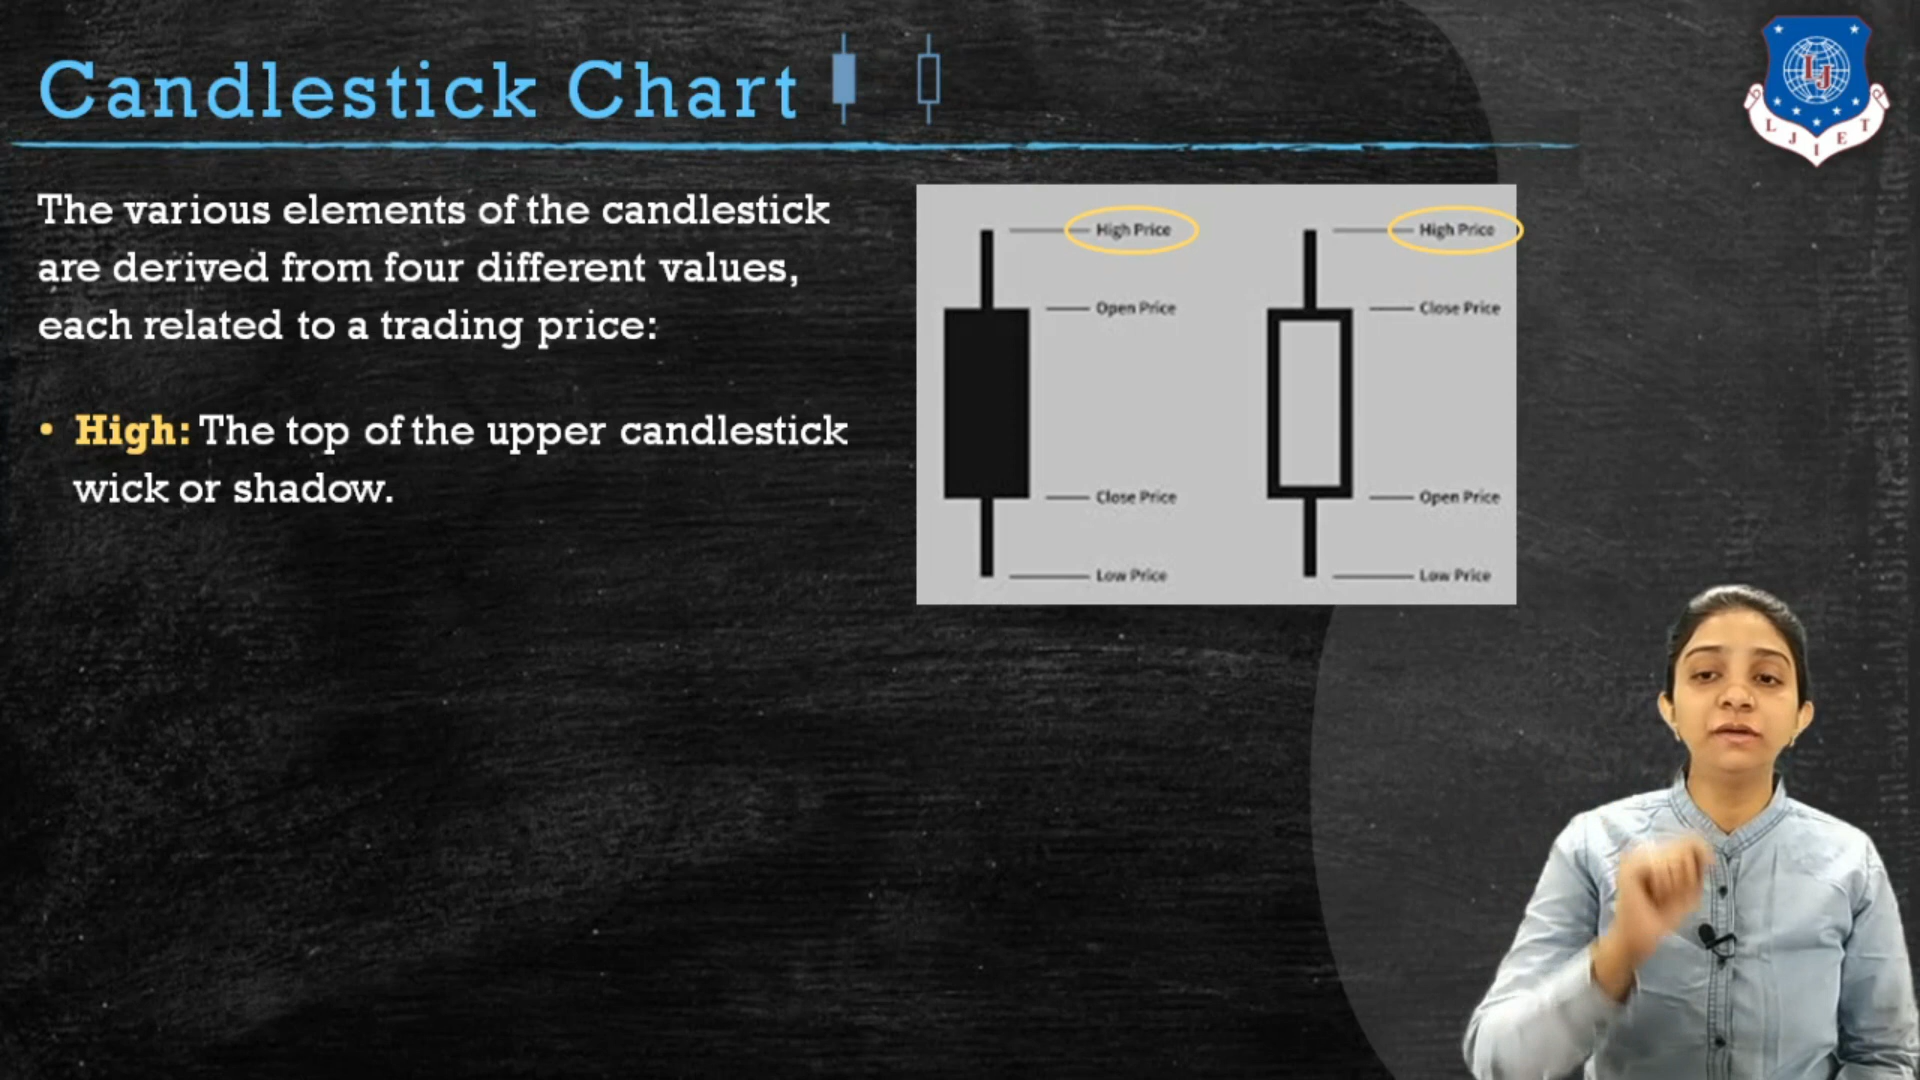 Candlestick Chart
The various elements of the candlestick
are derived from four different values,
each related to a trading price:
• High: The top of the upper candlestick
wick or shadow.
High Price
Open Price
Close Price
Low Price
High Price
Close Price
Open Price
Low Price
LJ
L J I E T